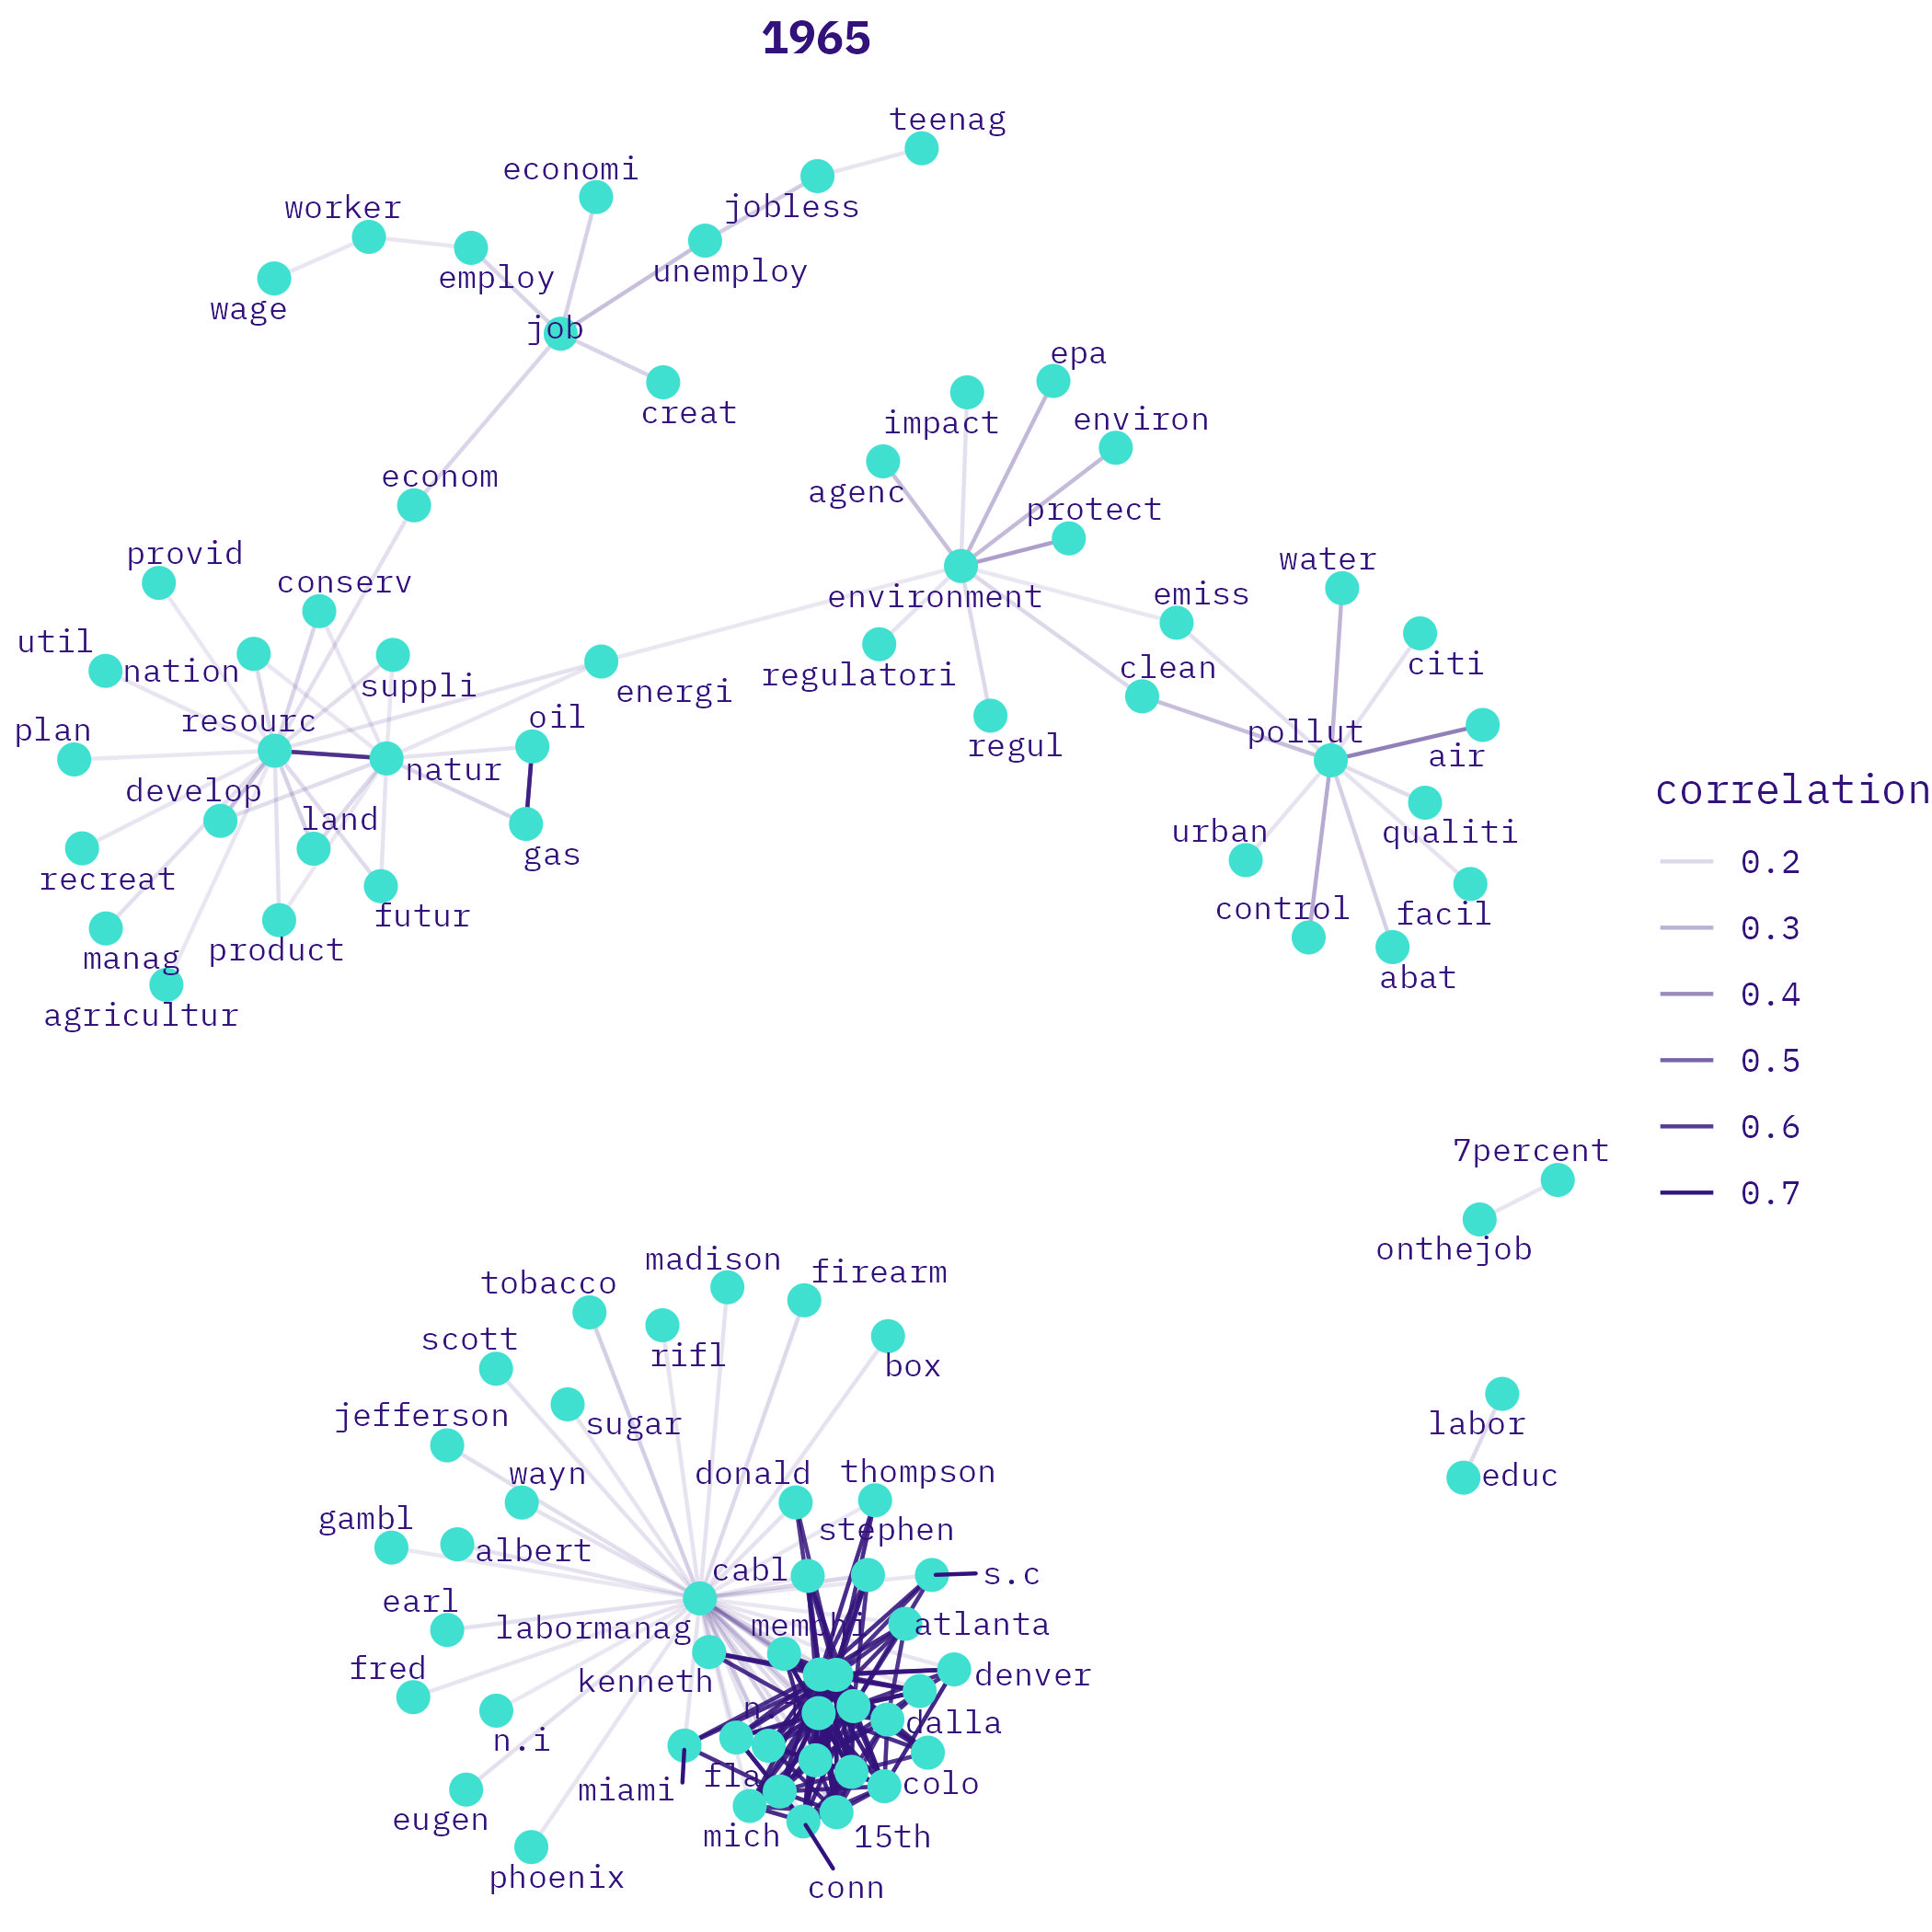 1965
teenag
economi
worker
jobless
employ
unemploy
wage
job
epa
creat
impact
environ
econom
agenc
protect
provid
water
conserv
environment
emiss
util
nation
citi
suppli
clean
regulatori
energi
resourc
oil
plan
pollut
regul
air
natur
correlation
develop
land
urban
qualiti
gas
0.2
recreat
control
facil
futur
0.3
manag
product
abat
0.4
agricultur
0.5
0.6
7percent
0.7
onthejob
madison
firearm
tobacco
scott
rifl
box
jefferson
sugar
labor
wayn
donald
thompson
educ
gambl
stephen
albert
cabl
s.c
earl
labormanag
memphi
atlanta
fred
kenneth
denver
dalla
n.i
fla
miami
colo
eugen
mich
15th
phoenix
conn